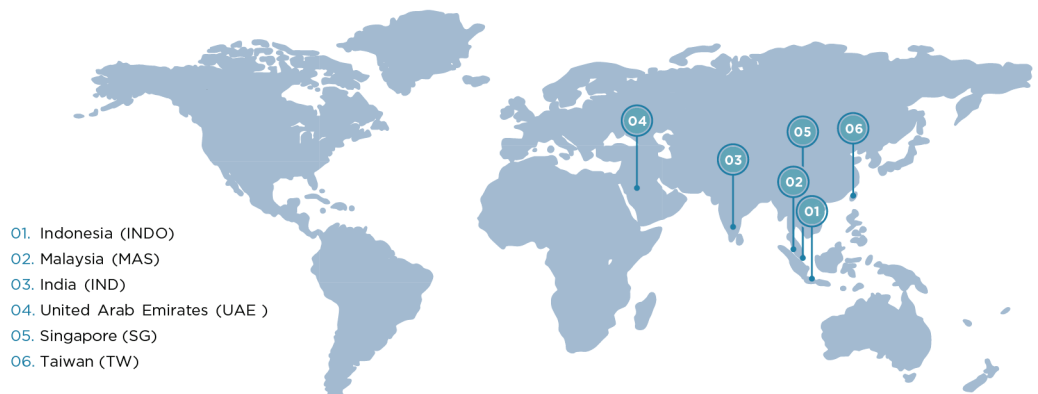 04
05
06
03
02
01
01. Indonesia (INDO)
02. Malaysia (MAS)
03. India (IND)
04. United Arab Emirates (UAE )
05. Singapore (SG)
06. Taiwan (TW)